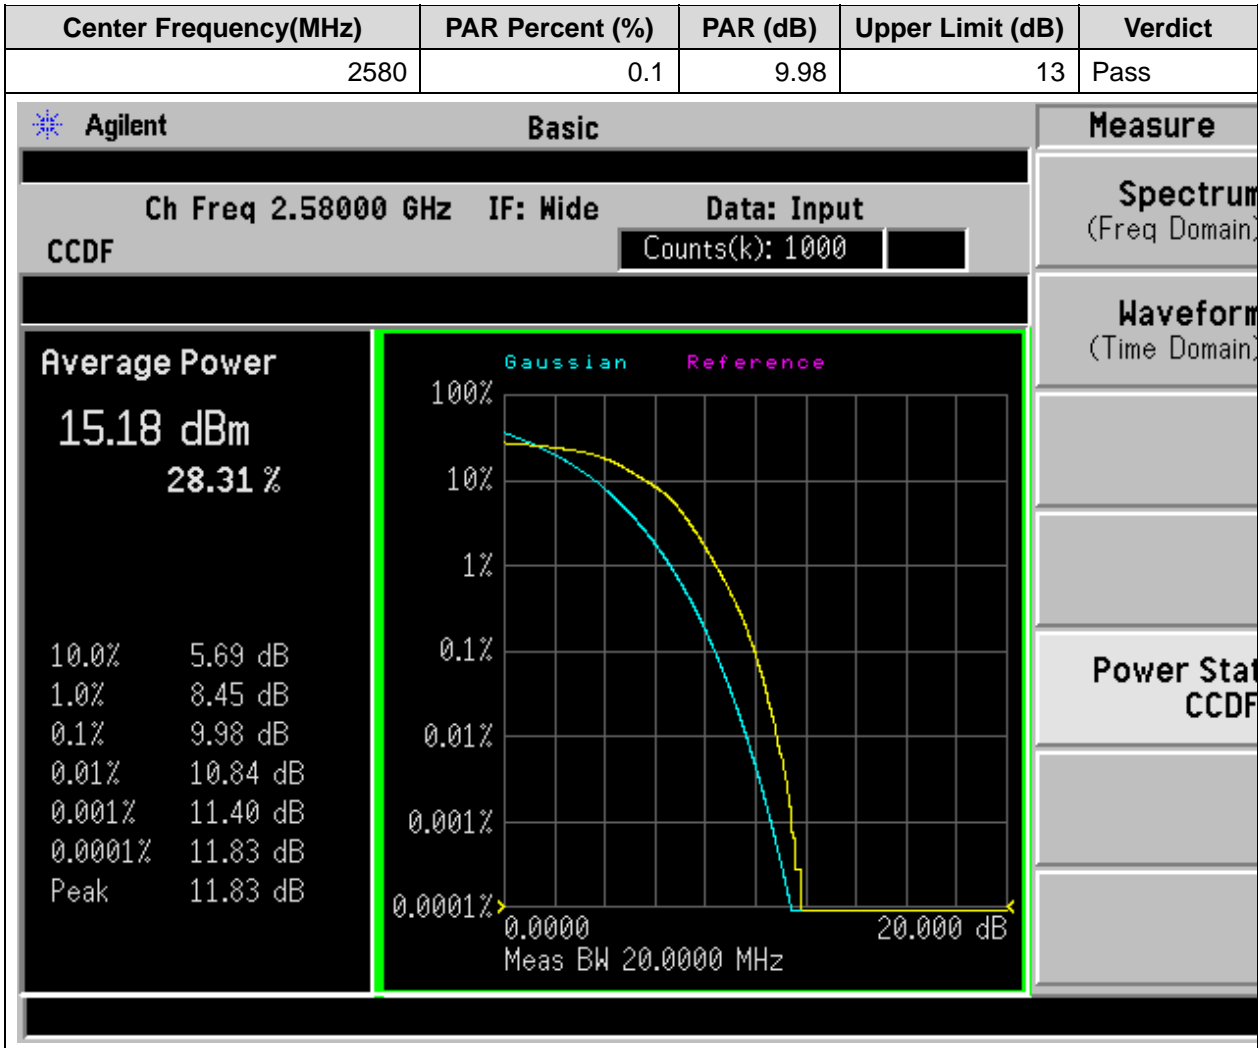 Center Frequency(MHz) PAR Percent (%) PAR (dB) Upper Limit (dB) Verdict
2580 0.1 9.98 13 Pass
Agilent Basic Measure
Ch Freq 2.58000 GHz IF: Wide Data: Input
CCDF Counts(k): 1000
Spectrum
(Freq Domain)
Waveform
(Time Domain)
Power Stat
CCDF
Average Power
15.18 dBm
28.31 %
10.0% 5.69 dB
1.0% 8.45 dB
0.1% 9.98 dB
0.01% 10.84 dB
0.001% 11.40 dB
0.0001% 11.83 dB
Peak 11.83 dB
Gaussian Reference
100%
10%
1%
0.1%
0.01%
0.001%
0.0001%
0.0000 20.000 dB
Meas BW 20.0000 MHz